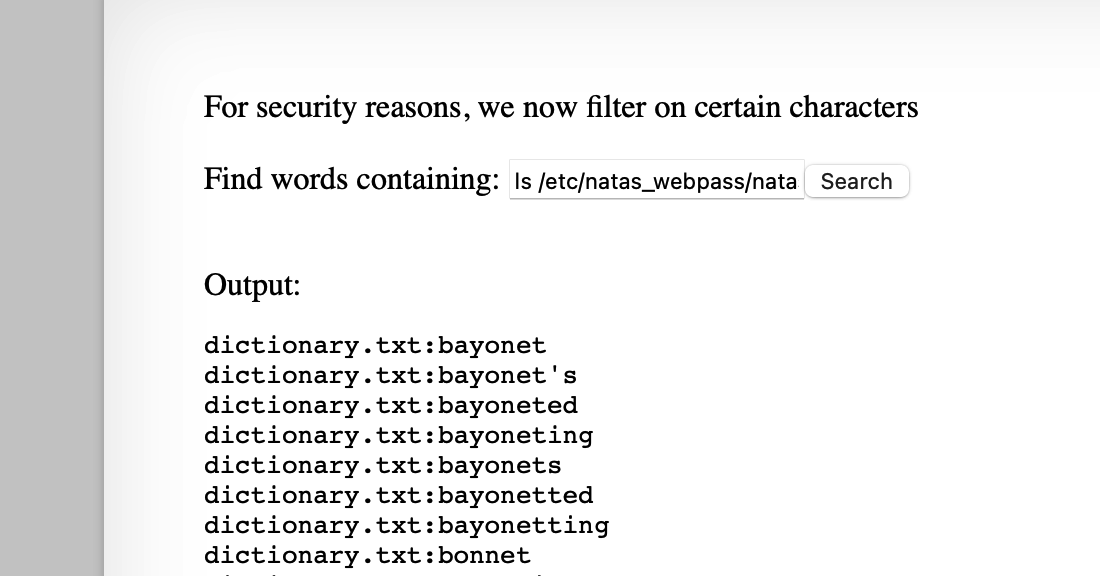 For security reasons, we now filter on certain characters
Find words containing: ls /etc/natas_webpass/nata Search
Output:
dictionary.txt:bayonet
dictionary.txt:bayonet's
dictionary.txt:bayoneted
dictionary.txt:bayoneting
dictionary.txt:bayonets
dictionary.txt:bayonetted
dictionary.txt:bayonetting
dictionary.txt:bonnet